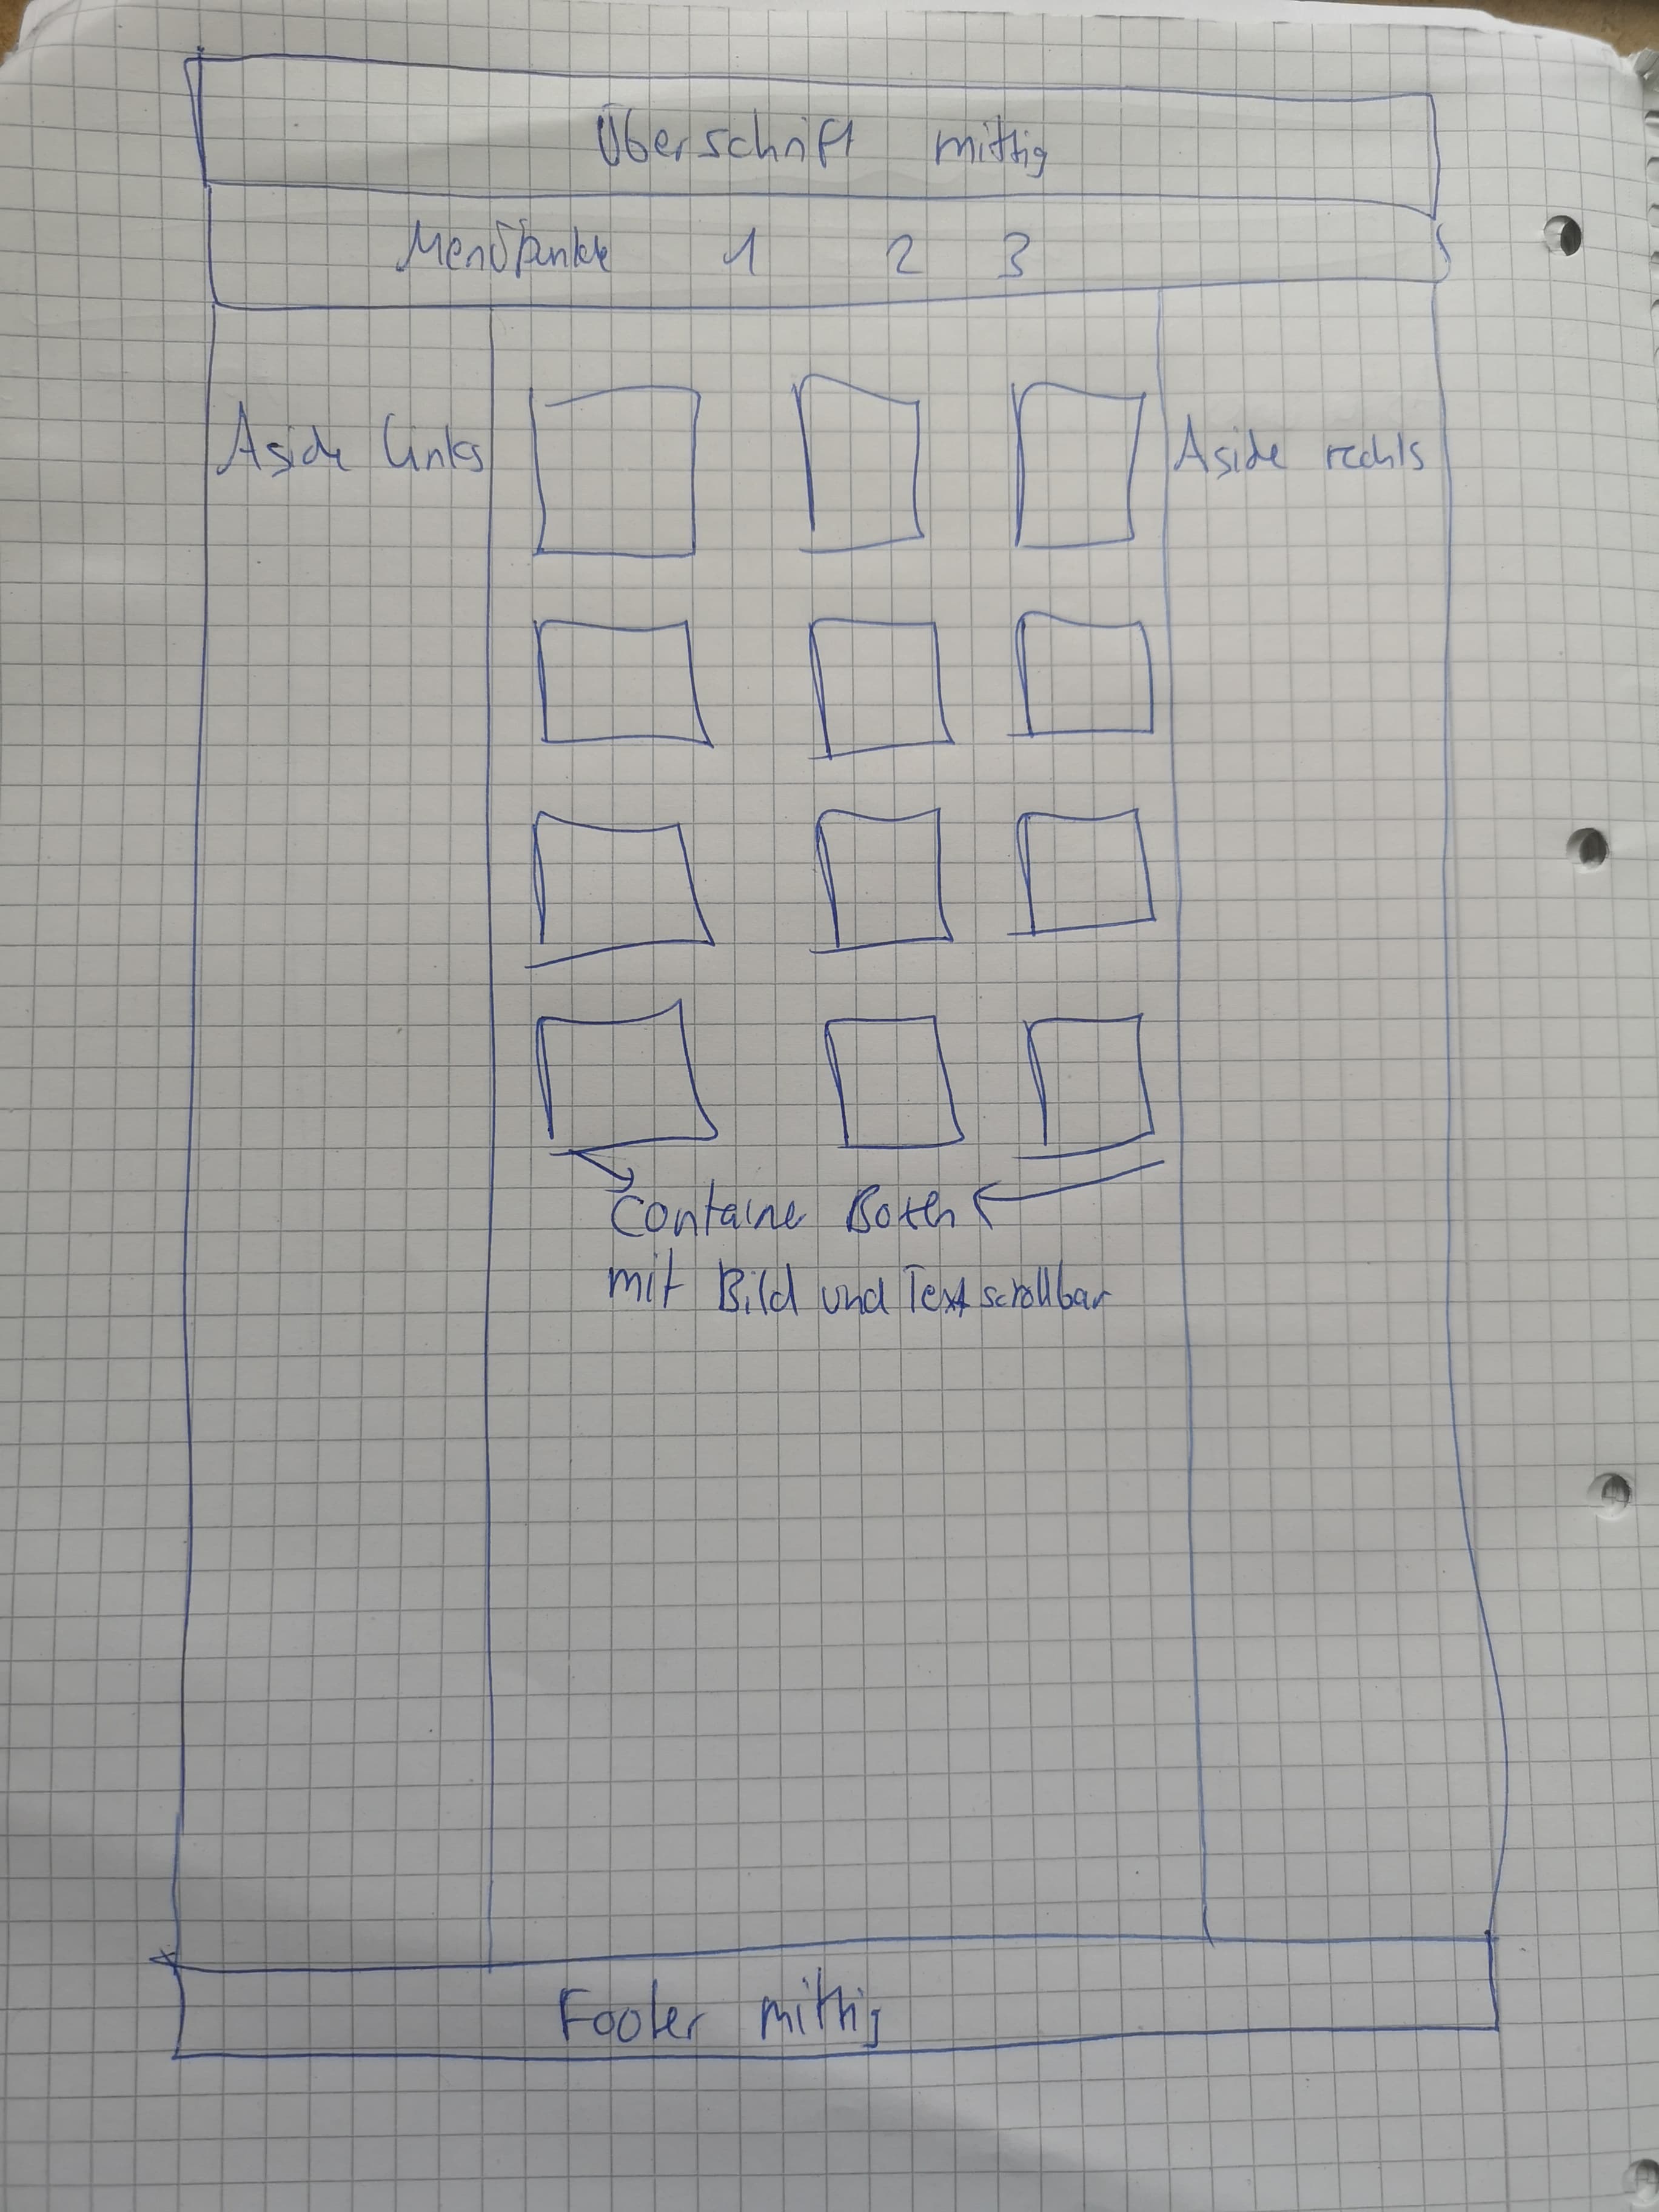 Überschrift mittig
Menüpunkte 1 2 3
Aside links
Aside rechts
Containe Boxen
mit Bild und Text scrollbar
Footer mittig